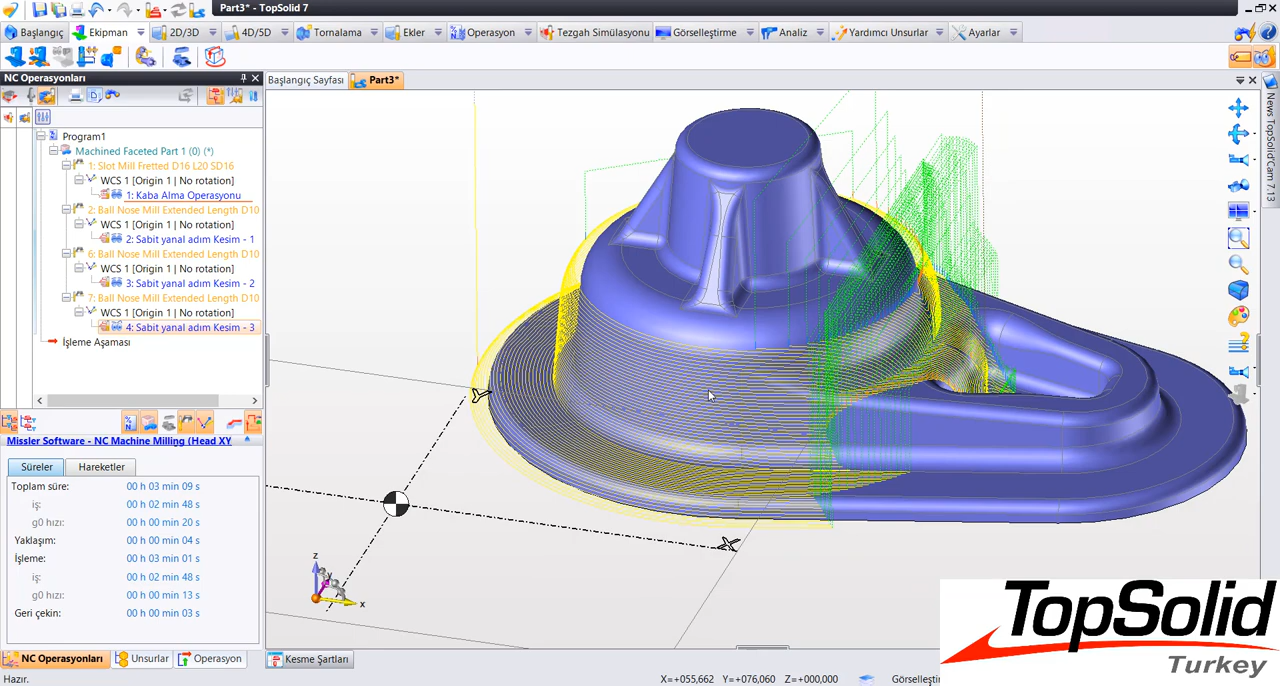 Part3* - TopSolid 7
Başlangıç
Ekipman
2D/3D
4D/5D
Tornalama
Ekler
Operasyon
Tezgah Simülasyonu
Görselleştirme
Analiz
Yardımcı Unsurlar
Ayarlar
NC Operasyonları
Başlangıç Sayfası
Part3*
News TopSolid'Cam 7.13
Program1
Machined Faceted Part 1 (0) (*)
1: Slot Mill Fretted D16 L20 SD16
WCS 1 [Origin 1 | No rotation]
1: Kaba Alma Operasyonu
2: Ball Nose Mill Extended Length D10
WCS 1 [Origin 1 | No rotation]
2: Sabit yanal adım Kesim - 1
6: Ball Nose Mill Extended Length D10
WCS 1 [Origin 1 | No rotation]
3: Sabit yanal adım Kesim - 2
7: Ball Nose Mill Extended Length D10
WCS 1 [Origin 1 | No rotation]
4: Sabit yanal adım Kesim - 3
İşleme Aşaması
Missler Software - NC Machine Milling (Head XY
Süreler
Hareketler
Toplam süre: 00 h 03 min 09 s
iş: 00 h 02 min 48 s
g0 hızı: 00 h 00 min 20 s
Yaklaşım: 00 h 00 min 04 s
İşleme: 00 h 03 min 01 s
iş: 00 h 02 min 48 s
g0 hızı: 00 h 00 min 13 s
Geri çekin: 00 h 00 min 03 s
z
x
NC Operasyonları
Unsurlar
Operasyon
Kesme Şartları
Hazır.
X=+055,662 Y=+076,060 Z=+000,000
Görselleşti
TopSolid
Turkey